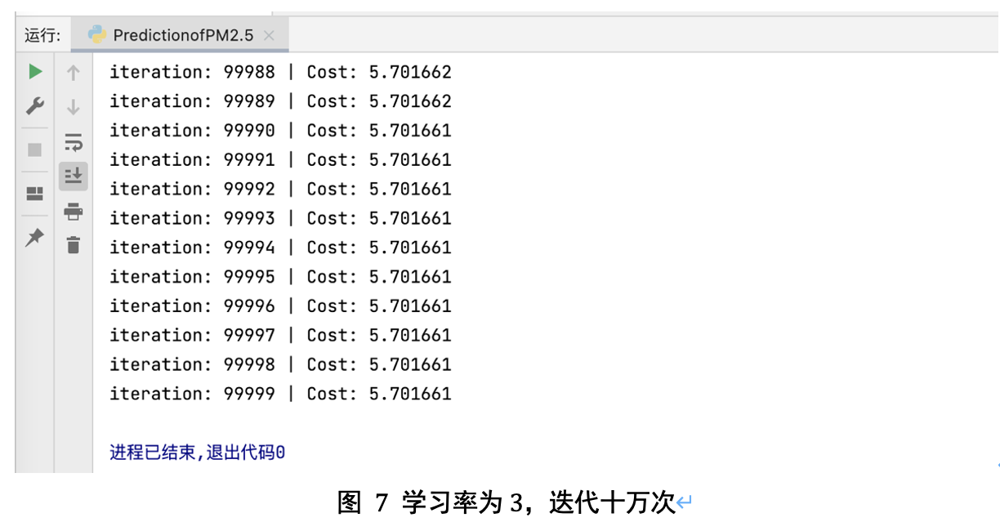 运行: PredictionofPM2.5
iteration: 99988 | Cost: 5.701662
iteration: 99989 | Cost: 5.701662
iteration: 99990 | Cost: 5.701661
iteration: 99991 | Cost: 5.701661
iteration: 99992 | Cost: 5.701661
iteration: 99993 | Cost: 5.701661
iteration: 99994 | Cost: 5.701661
iteration: 99995 | Cost: 5.701661
iteration: 99996 | Cost: 5.701661
iteration: 99997 | Cost: 5.701661
iteration: 99998 | Cost: 5.701661
iteration: 99999 | Cost: 5.701661
进程已结束,退出代码0
图 7 学习率为 3，迭代十万次